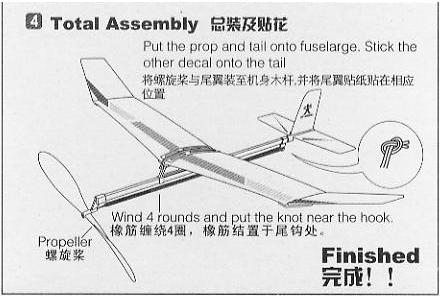 4 Total Assembly 总装及贴花
Put the prop and tail onto fuselarge. Stick the
other decal onto the tail
将螺旋桨与尾翼装至机身木杆,并将尾翼贴纸贴在相应
位置
Wind 4 rounds and put the knot near the hook.
橡筋缠绕4圈，橡筋结置于尾钩处。
Propeller
螺旋桨
Finished
完成！！